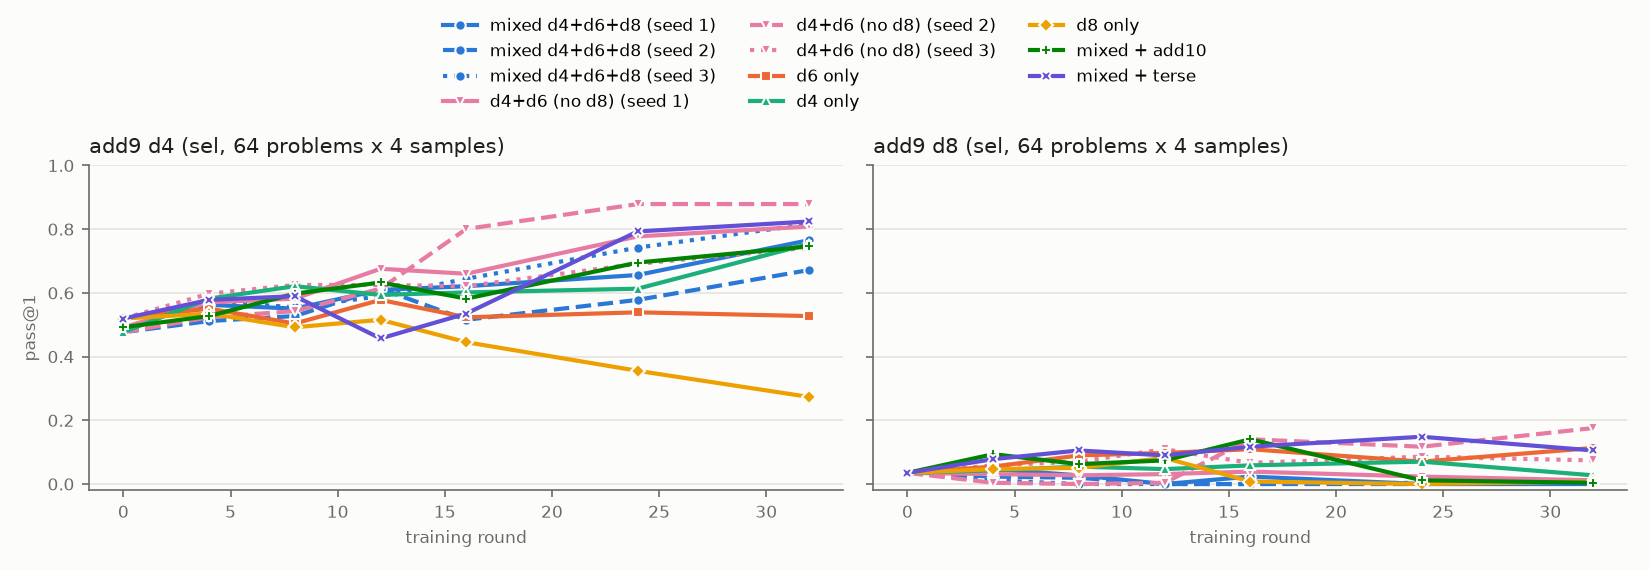 mixed d4+d6+d8 (seed 1)
mixed d4+d6+d8 (seed 2)
mixed d4+d6+d8 (seed 3)
d4+d6 (no d8) (seed 1)
d4+d6 (no d8) (seed 2)
d4+d6 (no d8) (seed 3)
d6 only
d4 only
d8 only
mixed + add10
mixed + terse
add9 d4 (sel, 64 problems x 4 samples)
1.0
0.8
0.6
0.4
0.2
0.0
pass@1
0 5 10 15 20 25 30
training round
add9 d8 (sel, 64 problems x 4 samples)
0 5 10 15 20 25 30
training round